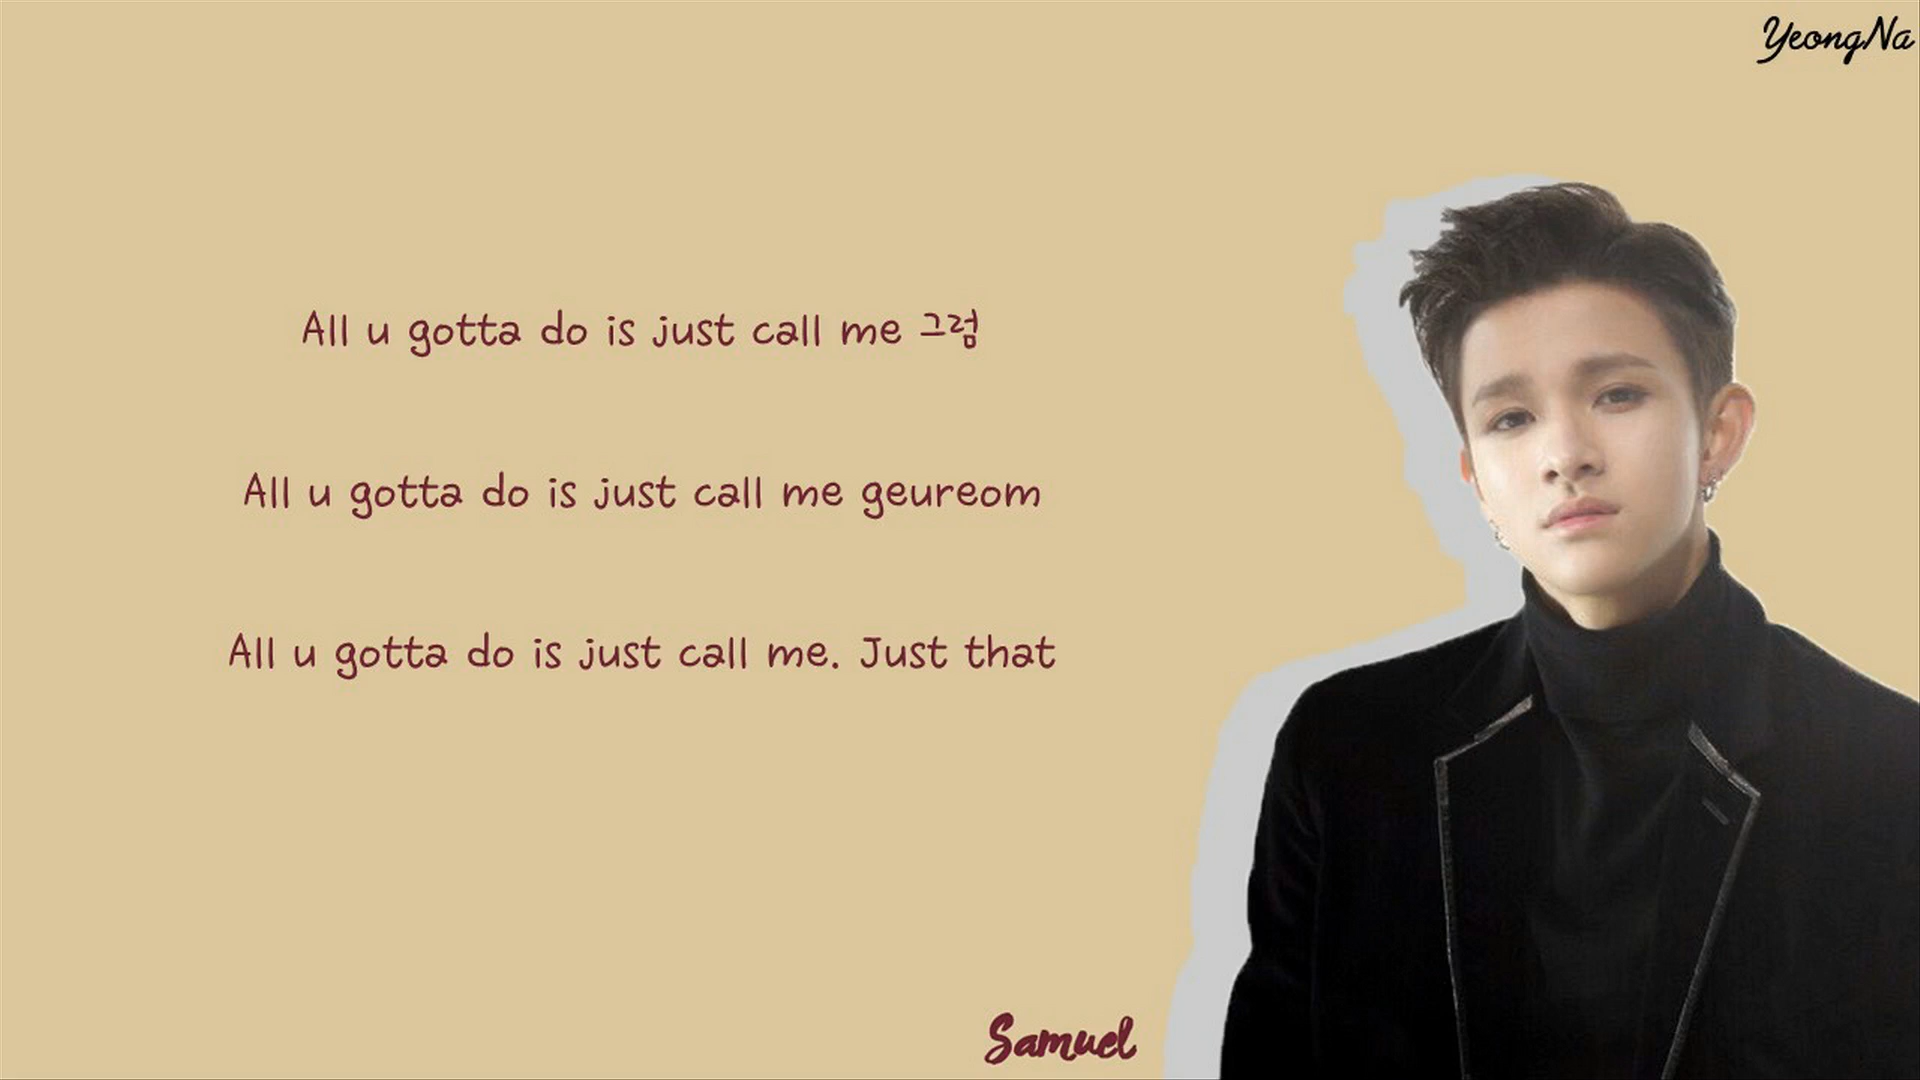 YeongNa
All u gotta do is just call me 그럼
All u gotta do is just call me geureom
All u gotta do is just call me. Just that
Samuel